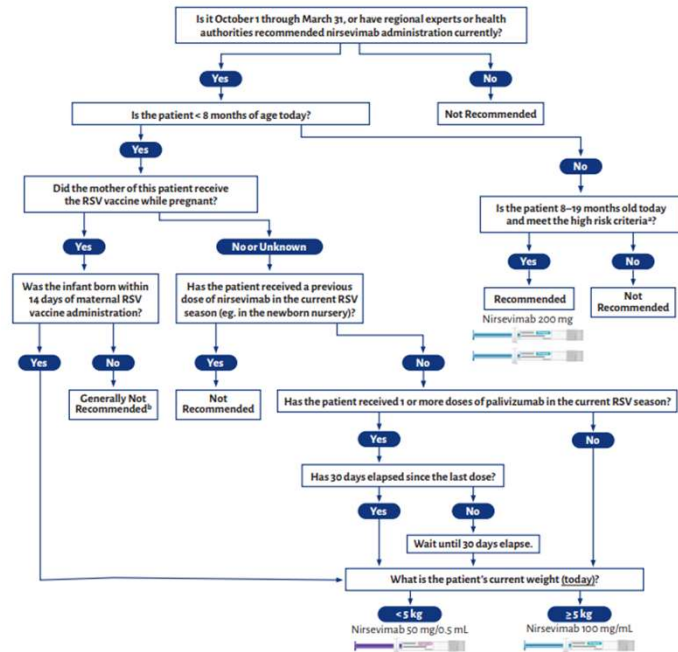 Is it October 1 through March 31, or have regional experts or health
authorities recommended nirsevimab administration currently?
Yes
No
Is the patient < 8 months of age today?
Not Recommended
Yes
No
Did the mother of this patient receive
the RSV vaccine while pregnant?
Is the patient 8–19 months old today
and meet the high risk criteriaª?
Yes
No or Unknown
Yes
No
Was the infant born within
14 days of maternal RSV
vaccine administration?
Has the patient received a previous
dose of nirsevimab in the current RSV
season (eg. in the newborn nursery)?
Recommended
Not
Recommended
Nirsevimab 200 mg
Yes
No
Yes
No
Generally Not
Recommendedᵇ
Not
Recommended
Has the patient received 1 or more doses of palivizumab in the current RSV season?
Yes
No
Has 30 days elapsed since the last dose?
Yes
No
Wait until 30 days elapse.
What is the patient's current weight (today)?
< 5 kg
≥ 5 kg
Nirsevimab 50 mg/0.5 mL
Nirsevimab 100 mg/mL